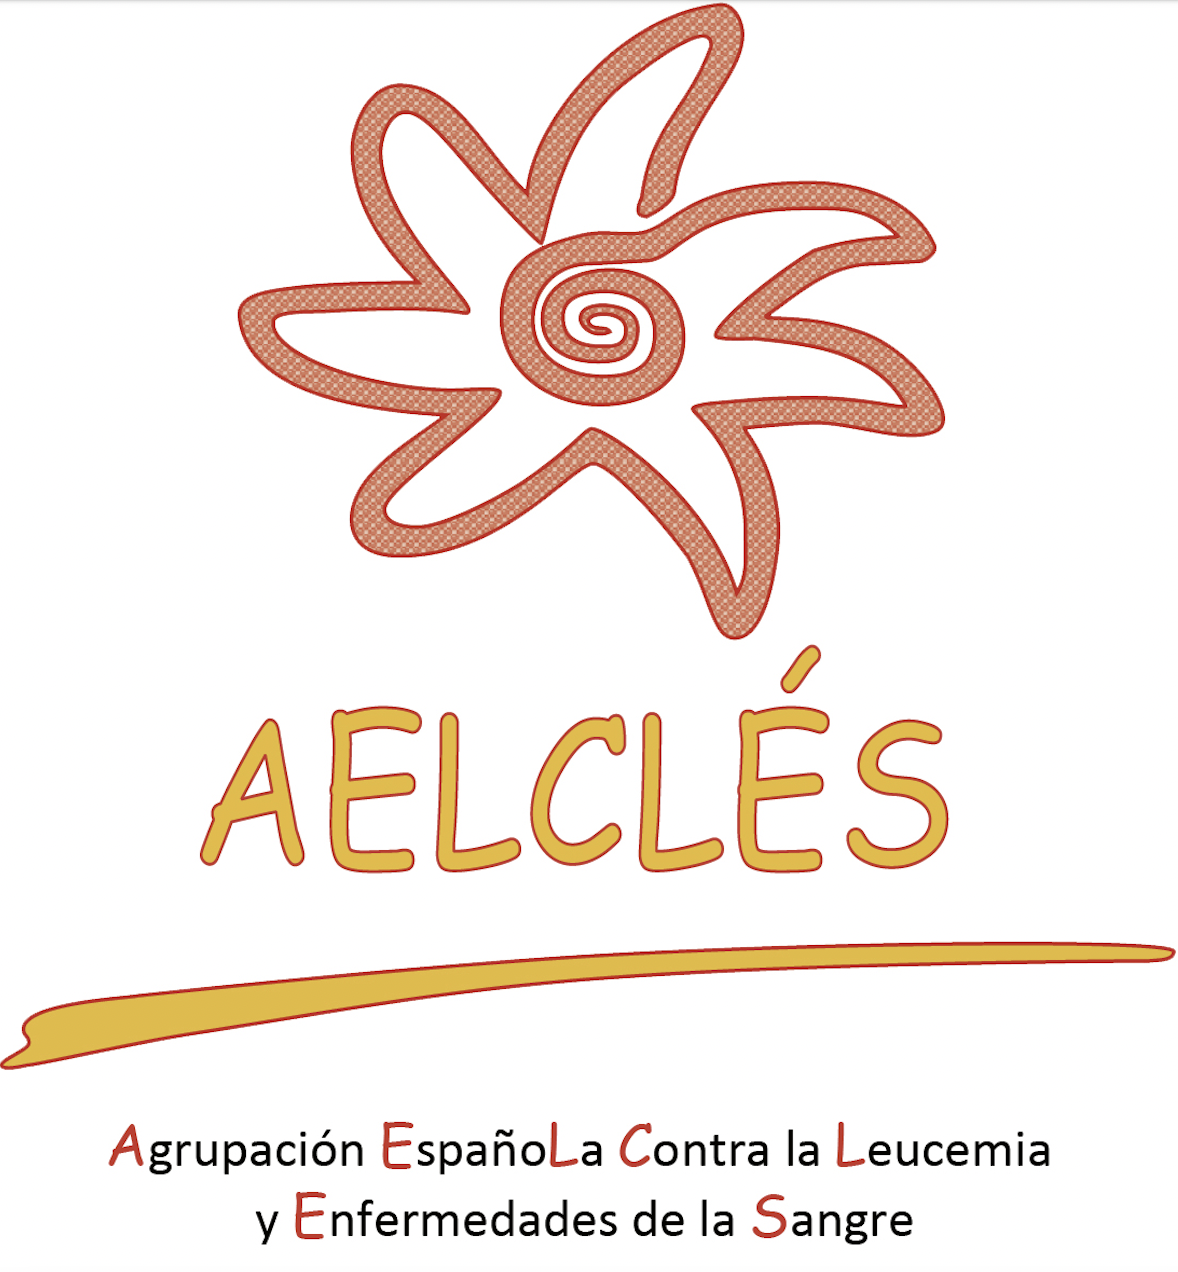 AELCLÉS
Agrupación EspañoLa Contra la Leucemia
y Enfermedades de la Sangre